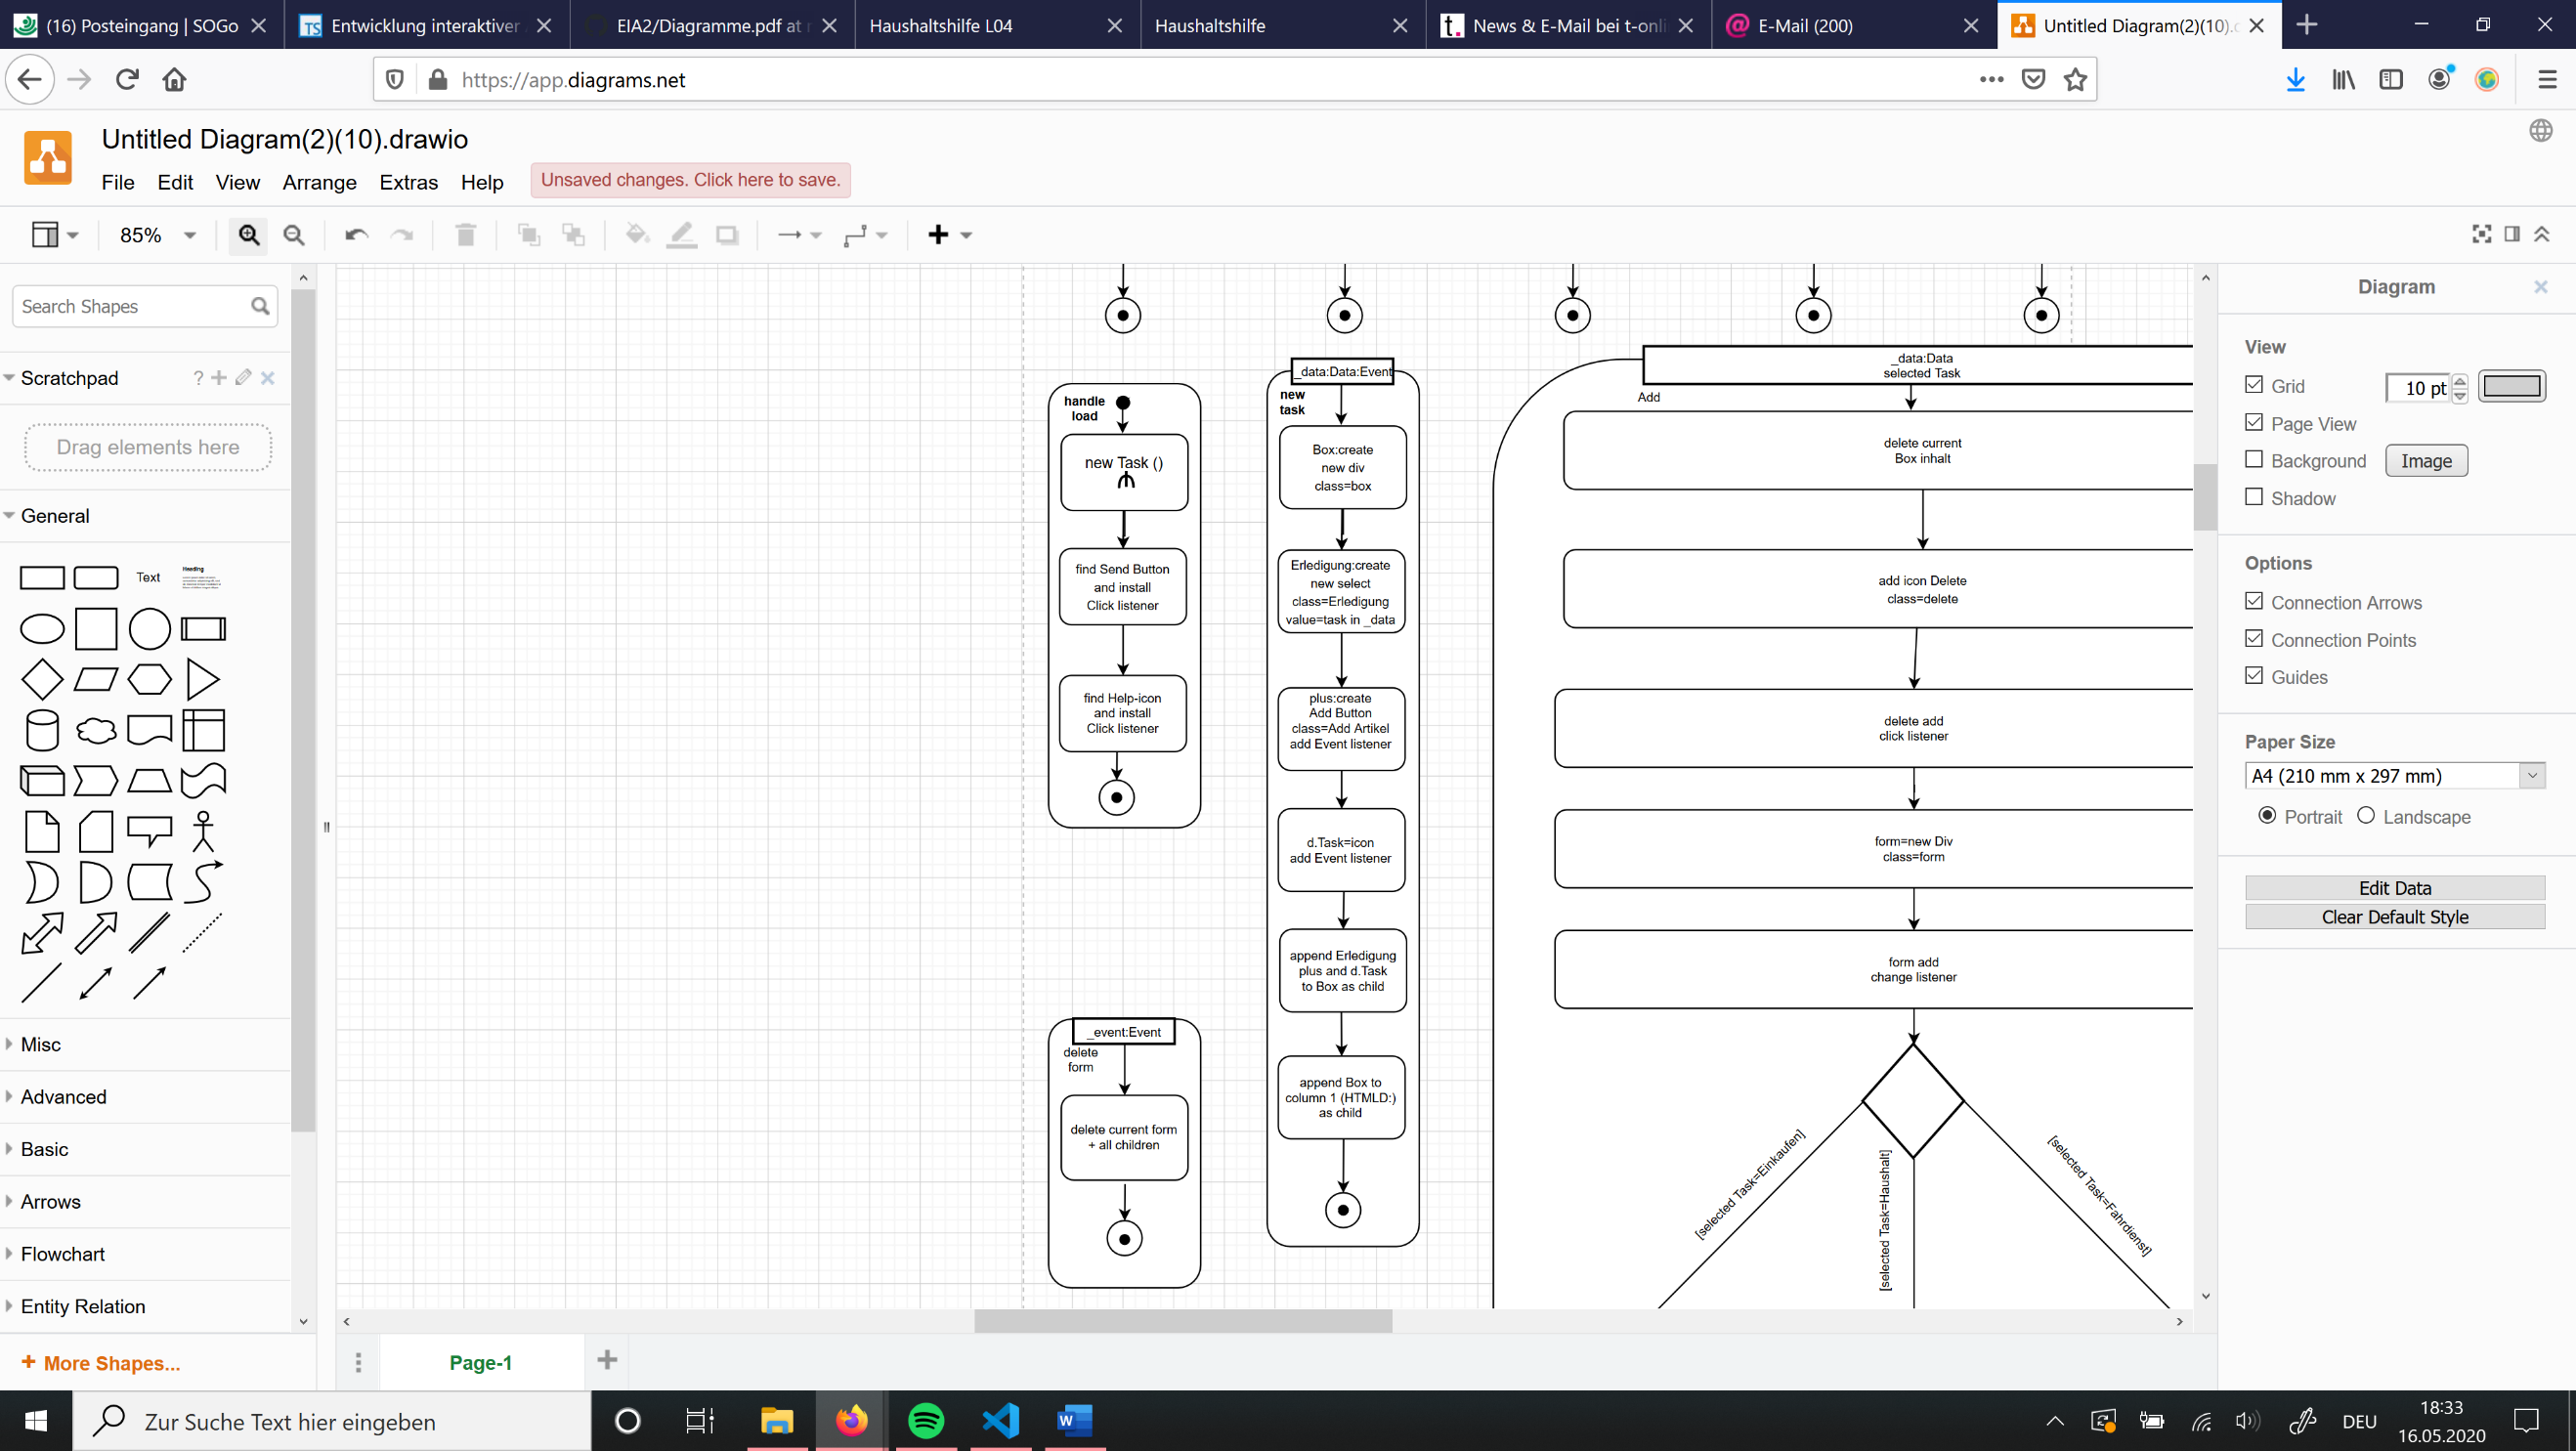 (16) Posteingang | SOGo
Entwicklung interaktiver
EIA2/Diagramme.pdf at
Haushaltshilfe L04
Haushaltshilfe
News & E-Mail bei t-onli
E-Mail (200)
Untitled Diagram(2)(10).
https://app.diagrams.net
Untitled Diagram(2)(10).drawio
File Edit View Arrange Extras Help
Unsaved changes. Click here to save.
85%
Search Shapes
Scratchpad
?
Drag elements here
General
Text
Heading
Misc
Advanced
Basic
Arrows
Flowchart
Entity Relation
+ More Shapes...
handle
load
new Task ()
find Send Button
and install
Click listener
find Help-icon
and install
Click listener
_event:Event
delete
form
delete current form
+ all children
_data:Data:Event
new
task
Box:create
new div
class=box
Erledigung:create
new select
class=Erledigung
value=task in _data
plus:create
Add Button
class=Add Artikel
add Event listener
d.Task=icon
add Event listener
append Erledigung
plus and d.Task
to Box as child
append Box to
column 1 (HTMLD:)
as child
_data:Data
selected Task
Add
delete current
Box inhalt
add icon Delete
class=delete
delete add
click listener
form=new Div
class=form
form add
change listener
[selected Task=Einkaufen]
[selected Task=Haushalt]
[selected Task=Fahrdienst]
Diagram
View
Grid
10 pt
Page View
Background
Image
Shadow
Options
Connection Arrows
Connection Points
Guides
Paper Size
A4 (210 mm x 297 mm)
Portrait
Landscape
Edit Data
Clear Default Style
Page-1
Zur Suche Text hier eingeben
DEU
18:33
16.05.2020